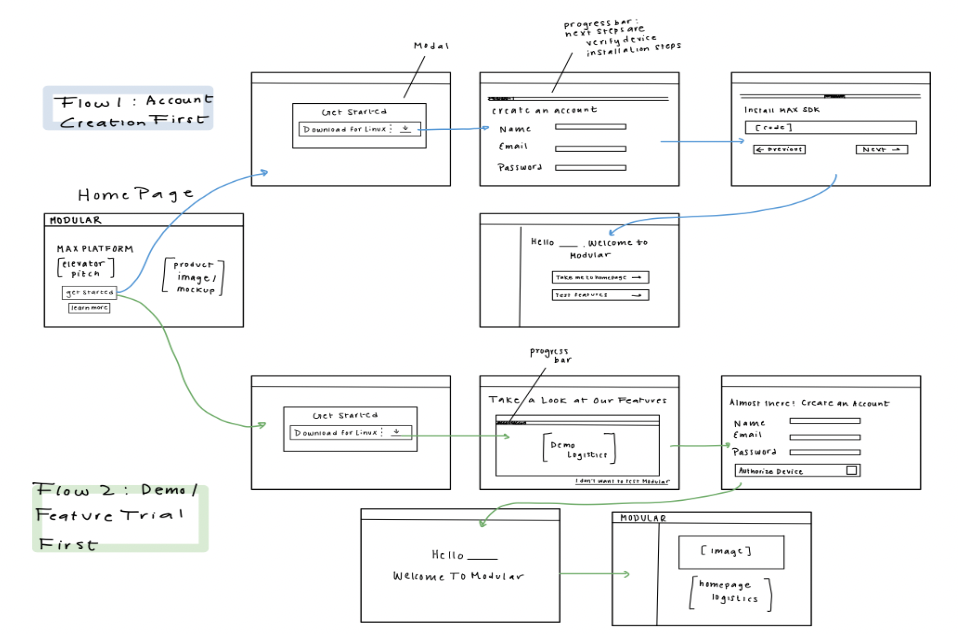 Modal
progress bar:
next steps are
verify device
installation steps
Flow 1: Account
Creation First
Get Started
Download for Linux
create an account
Name
Email
Password
Install MAX SDK
[code]
← Previous
Next →
Home Page
MODULAR
MAX PLATFORM
[elevator
pitch]
get started
learn more
[product
image/
mockup]
Hello ___. Welcome to
Modular
Take me to homepage →
Test Features →
progress
bar
Get Started
Download for Linux
Take a Look at Our Features
[Demo
Logistics]
I don't want to test Modular
Almost there! Create an Account
Name
Email
Password
Authorize Device
Flow 2: Demo/
Feature Trial
First
Hello ___
Welcome To Modular
MODULAR
[image]
[homepage
logistics]